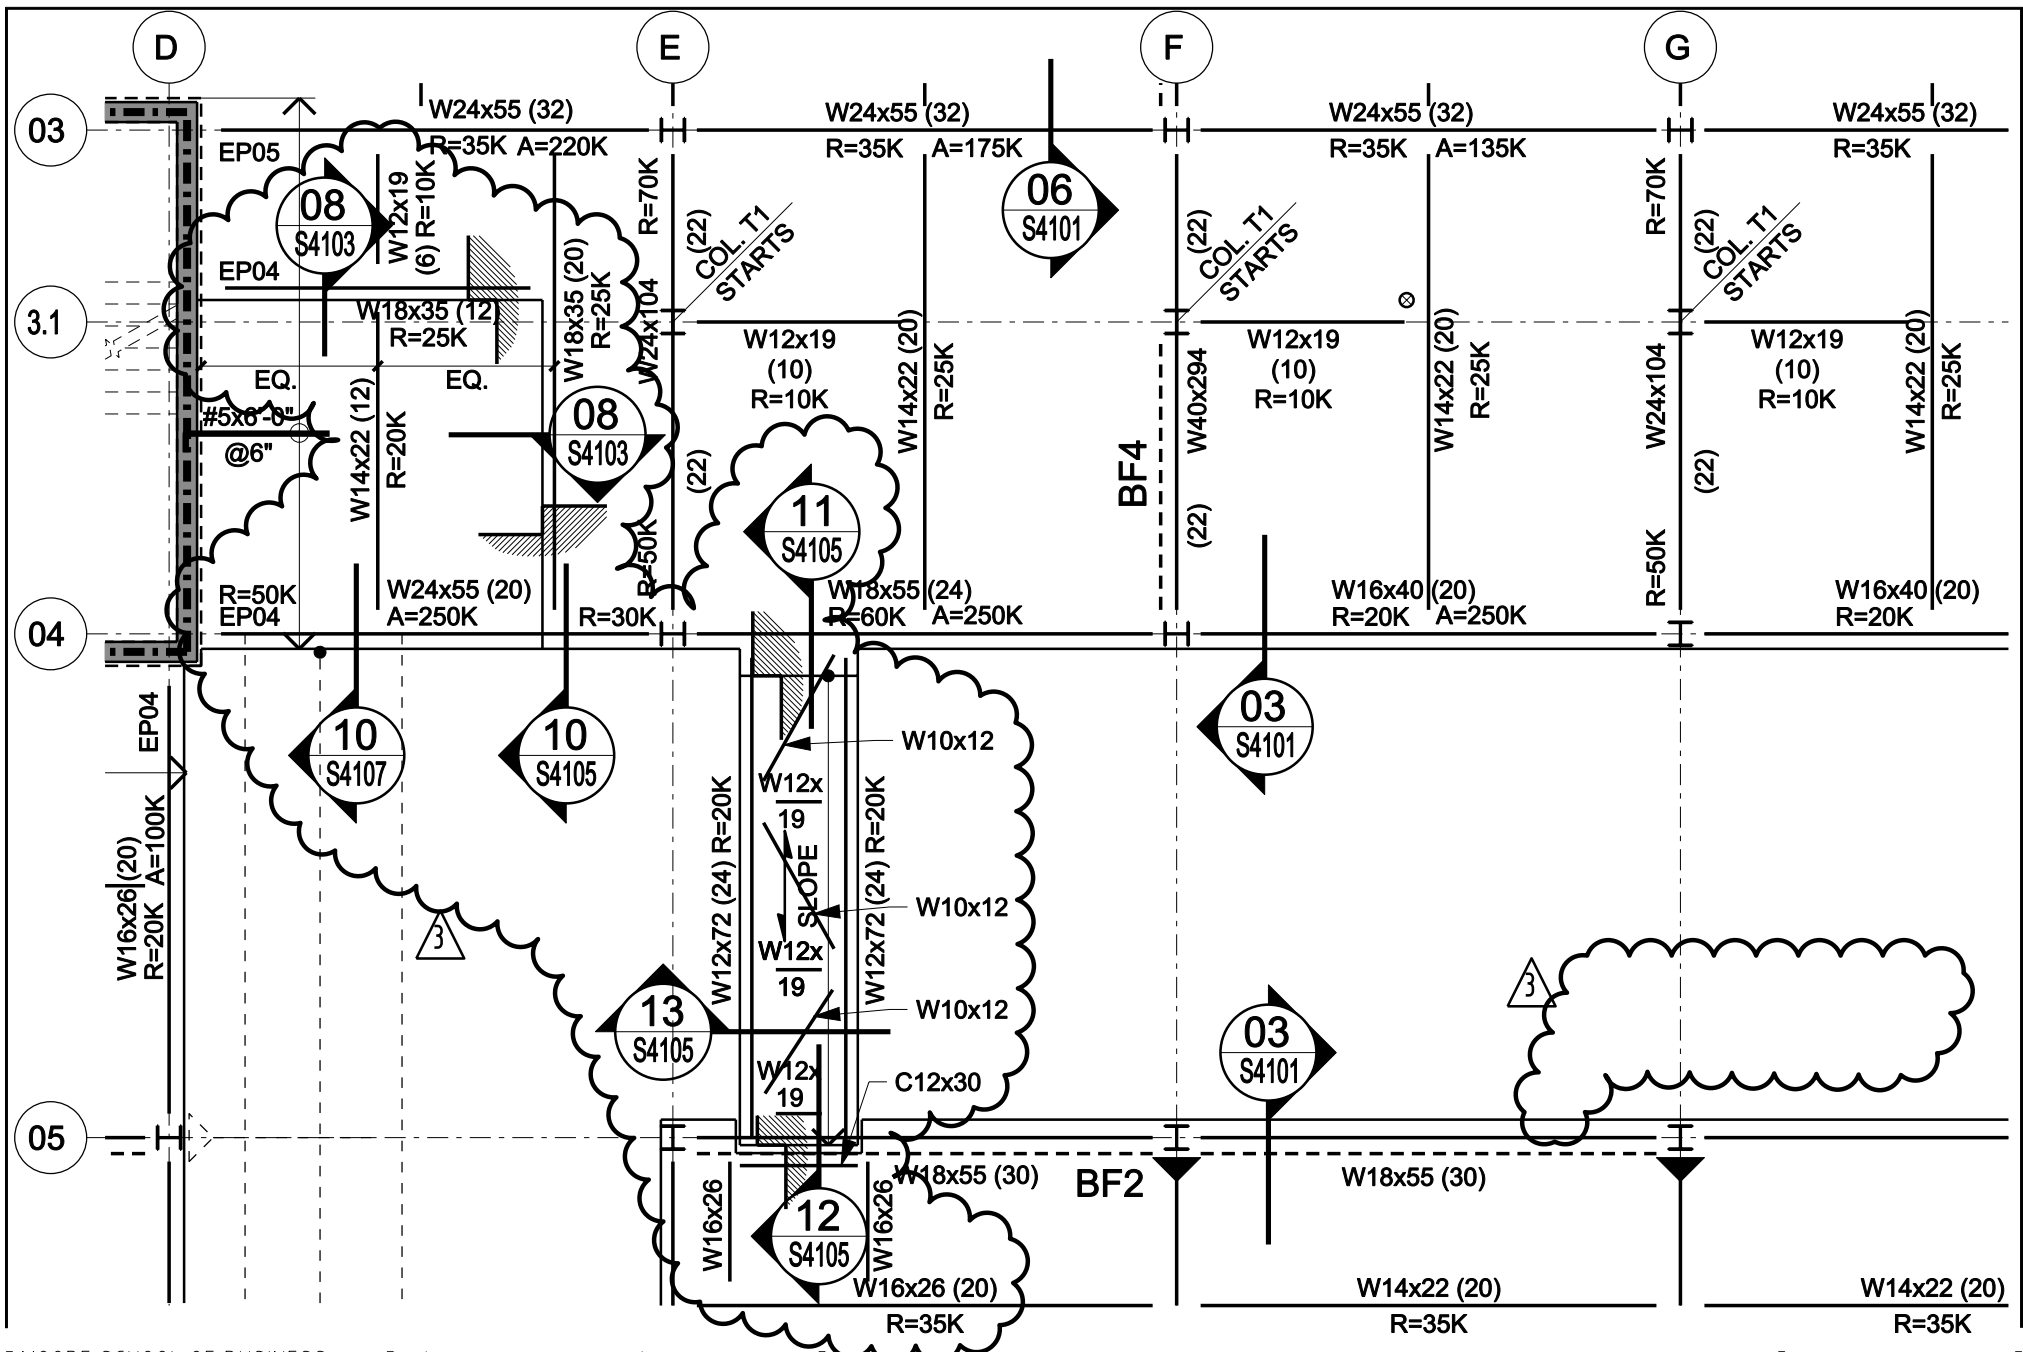 D
E
F
G
03
W24x55 (32)
W24x55 (32)
W24x55 (32)
W24x55 (32)
EP05
R=35K A=220K
R=35K A=175K
R=35K A=135K
R=35K
08
S4103
W12x19
(6) R=10K
R=70K
(22)
COL. T1
STARTS
06
S4101
(22)
COL. T1
STARTS
R=70K
(22)
COL. T1
STARTS
EP04
W18x35 (20)
R=25K
W24x104
3.1
W18x35 (12)
R=25K
W12x19
(10)
R=10K
W14x22 (20)
R=25K
W40x294
W12x19
(10)
R=10K
W14x22 (20)
R=25K
W24x104
W12x19
(10)
R=10K
W14x22 (20)
R=25K
EQ.
EQ.
#5x6'-0"
@6"
W14x22 (12)
R=20K
08
S4103
(22)
BF4
(22)
(22)
11
S4105
R=50K
R=50K
R=50K
EP04
W24x55 (20)
A=250K
R=30K
W18x55 (24)
R=60K A=250K
W16x40 (20)
R=20K A=250K
W16x40 (20)
R=20K
04
EP04
10
S4107
10
S4105
03
S4101
W10x12
W12x
19
W12x72 (24) R=20K
SLOPE
W12x72 (24) R=20K
W16x26 (20)
R=20K A=100K
W10x12
3
W12x
19
W10x12
3
13
S4105
03
S4101
W12x
19
C12x30
05
W18x55 (30)
BF2
W18x55 (30)
W16x26
12
S4105
W16x26
W16x26 (20)
R=35K
W14x22 (20)
R=35K
W14x22 (20)
R=35K